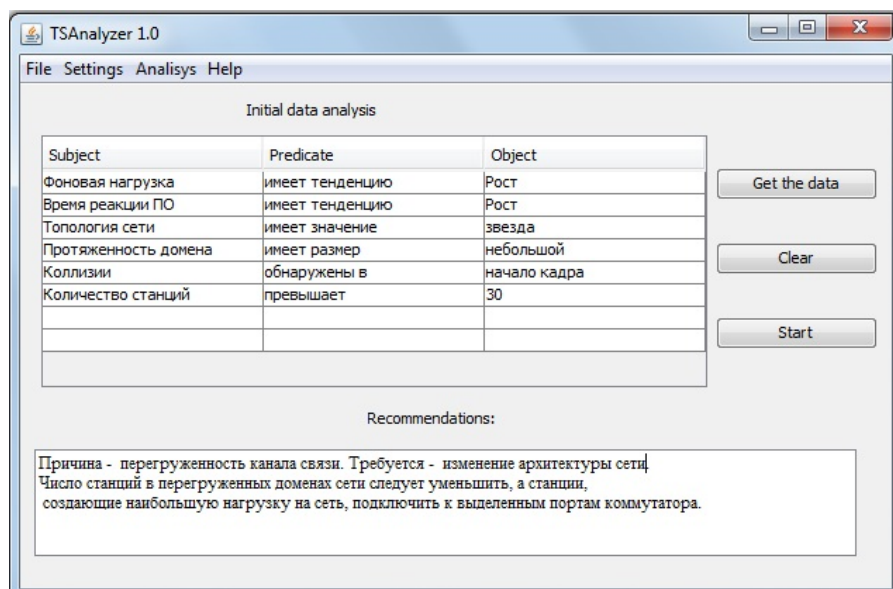 TSAnalyzer 1.0
File Settings Analisys Help
Initial data analysis
Subject Predicate Object
Фоновая нагрузка имеет тенденцию Рост
Время реакции ПО имеет тенденцию Рост
Топология сети имеет значение звезда
Протяженность домена имеет размер небольшой
Коллизии обнаружены в начало кадра
Количество станций превышает 30
Get the data
Clear
Start
Recommendations:
Причина - перегруженность канала связи. Требуется - изменение архитектуры сети.
Число станций в перегруженных доменах сети следует уменьшить, а станции,
создающие наибольшую нагрузку на сеть, подключить к выделенным портам коммутатора.